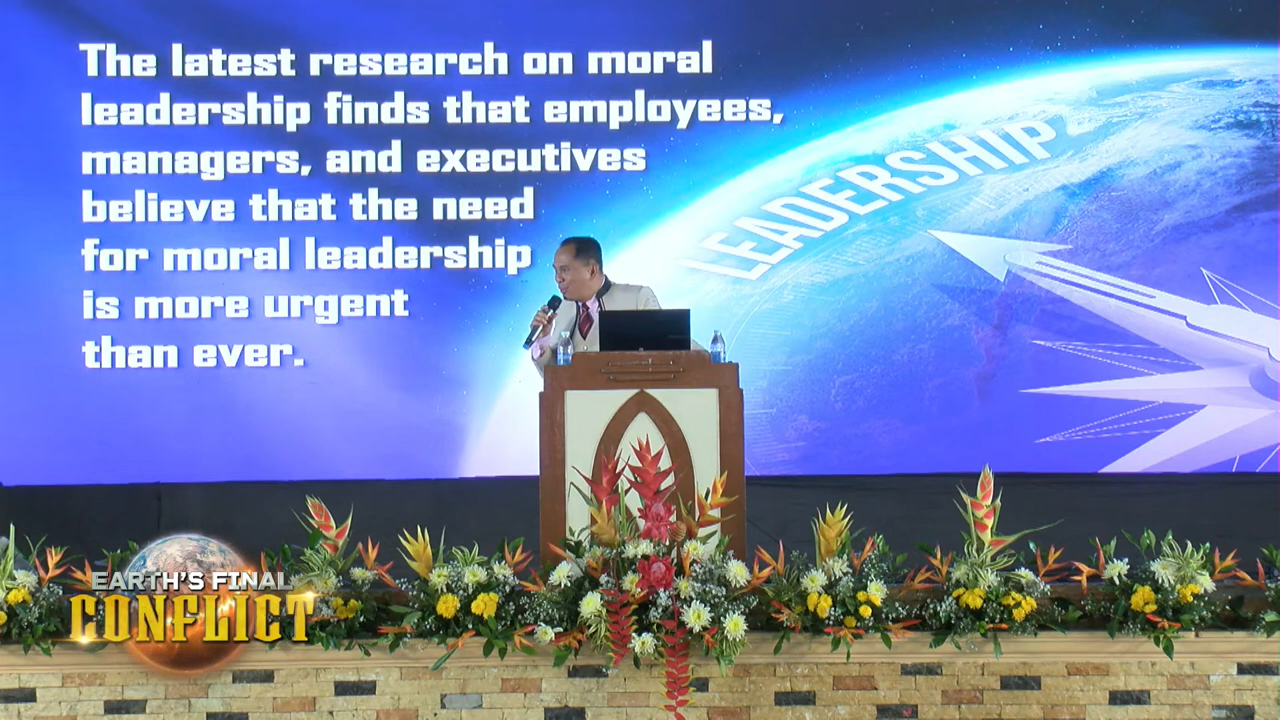 The latest research on moral
leadership finds that employees,
managers, and executives
believe that the need
for moral leadership
is more urgent
than ever.
LEADERSHIP
EARTH'S FINAL
CONFLICT